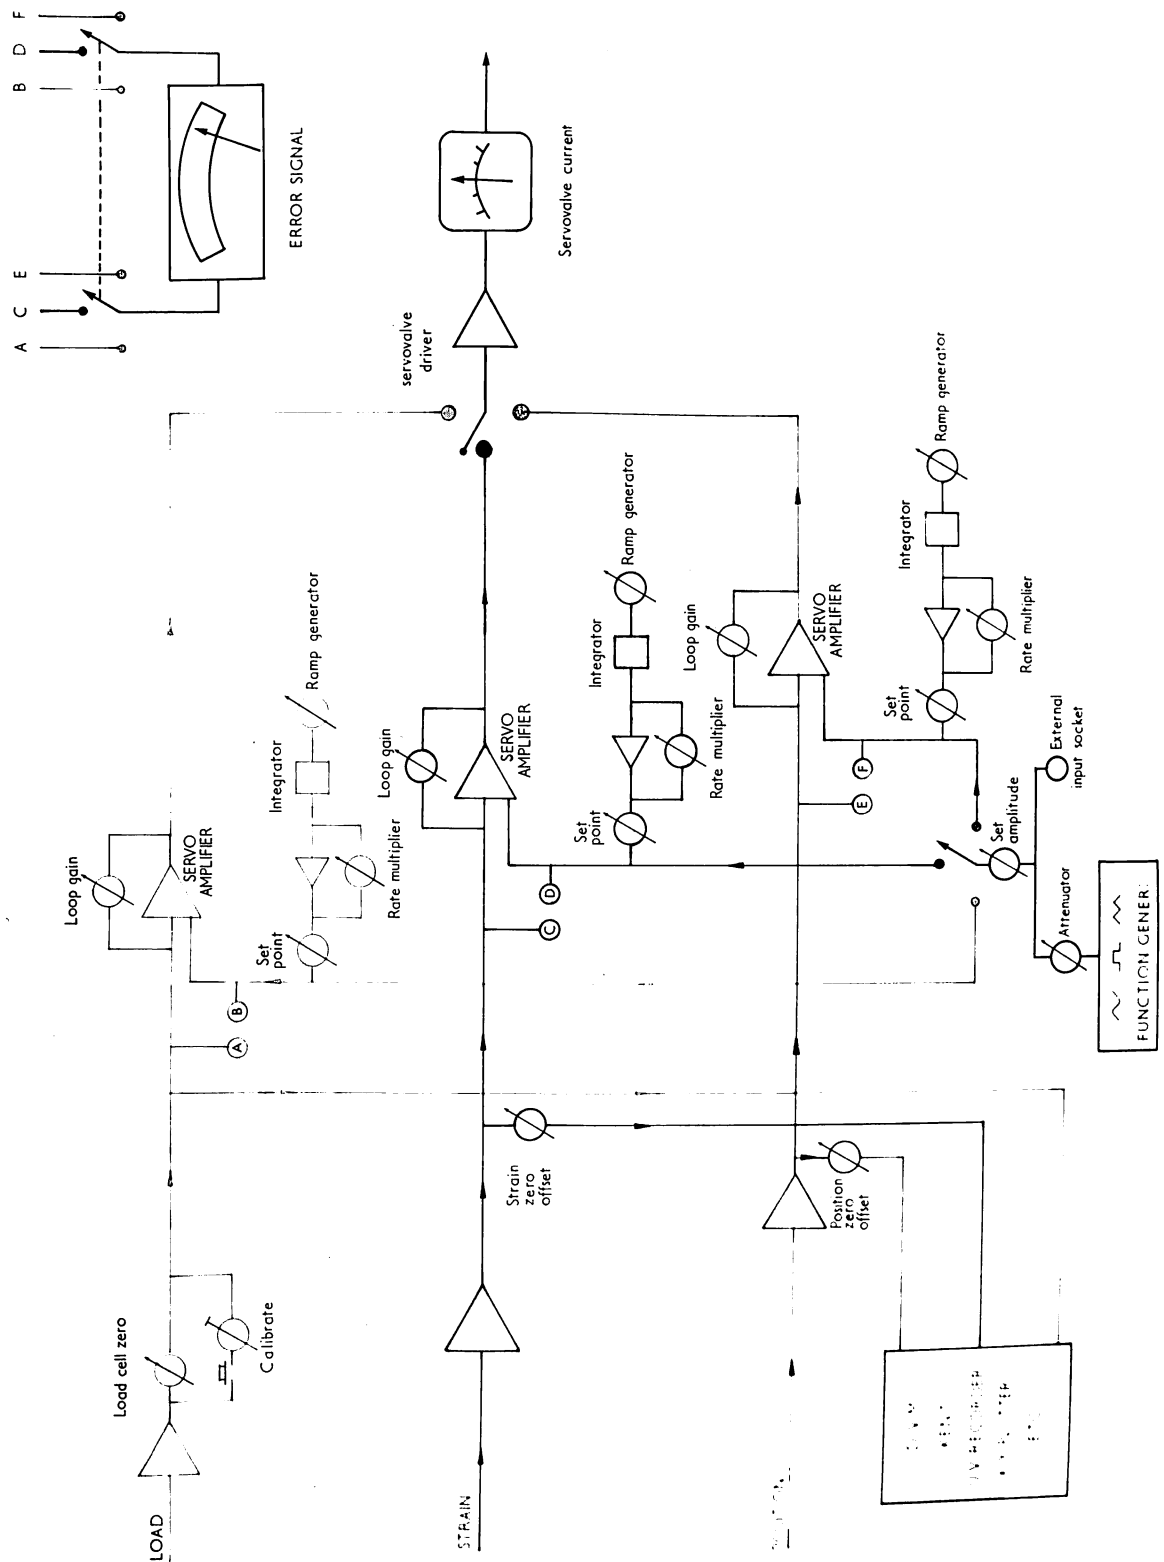 A
C
E
B
D
F
ERROR SIGNAL
servovalve
driver
Servovalve current
Loop gain
SERVO
AMPLIFIER
Set
point
Integrator
Ramp generator
Rate multiplier
A
B
Load cell zero
Calibrate
LOAD
Loop gain
SERVO
AMPLIFIER
Set
point
Integrator
Ramp generator
Rate multiplier
C
D
Strain
zero
offset
STRAIN
Loop gain
SERVO
AMPLIFIER
Set
point
Integrator
Ramp generator
Rate multiplier
E
F
Position
zero
offset
Set
amplitude
External
input socket
Attenuator
FUNCTION GENER
UV RECORDER